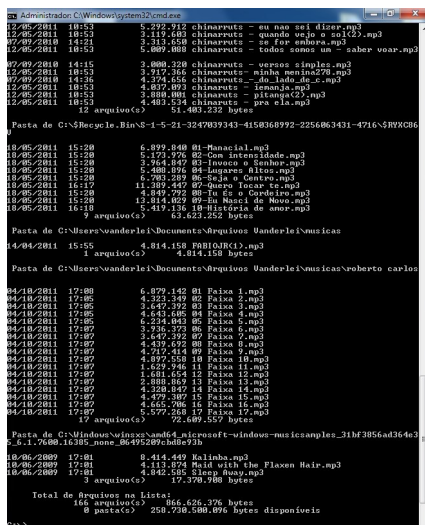 Administrador: C:\Windows\system32\cmd.exe
12/05/2011  10:53         5.292.912 chimarruts - eu nao sei dizer.mp3
12/05/2011  10:53         3.119.603 chimarruts - quando vejo o sol(2).mp3
07/09/2010  14:21         3.313.650 chimarruts - se for embora.mp3
12/05/2011  10:53         5.009.088 chimarruts - todos somos um - saber voar.mp3
07/09/2010  14:15         3.000.320 chimarruts - versos simples.mp3
12/05/2011  10:53         3.917.366 chimarruts- minha menina278.mp3
07/09/2010  14:36         4.374.656 chimarruts_-_do_lado_de_c.mp3
12/05/2011  10:53         4.037.093 chimarruts - iemanja.mp3
12/05/2011  10:53         3.880.001 chimarruts - pitanga(2).mp3
12/05/2011  10:53         4.483.534 chimaruts - pra ela.mp3
12 arquivo(s)     51.403.232 bytes
Pasta de C:\$Recycle.Bin\S-1-5-21-3247039343-4150368992-2256063431-4716\$RYXC86
U
18/05/2011  15:20         6.899.840 01-Manacial.mp3
18/05/2011  15:20         5.173.976 02-Com intensidade.mp3
18/05/2011  15:20         3.964.847 03-Invoco o Senhor.mp3
18/05/2011  15:20         5.408.896 04-Lugares Altos.mp3
18/05/2011  15:20         6.703.289 06-Seja o Centro.mp3
18/05/2011  16:17        11.389.447 07-Quero Tocar te.mp3
18/05/2011  15:20         4.849.792 08-Tu És o Cordeiro.mp3
18/05/2011  15:20        13.814.029 09-Eu Nasci de Novo.mp3
18/05/2011  16:18         5.419.136 10-História de amor.mp3
9 arquivo(s)     63.623.252 bytes
Pasta de C:\Users\vanderlei\Documents\Arquivos Vanderlei\musicas
14/04/2011  15:55         4.814.158 FABIOJR(1).mp3
1 arquivo(s)      4.814.158 bytes
Pasta de C:\Users\vanderlei\Documents\Arquivos Vanderlei\musicas\roberto carlos
04/10/2011  17:08         6.879.142 01 Faixa 1.mp3
04/10/2011  17:05         4.323.349 02 Faixa 2.mp3
04/10/2011  17:05         3.647.392 03 Faixa 3.mp3
04/10/2011  17:05         4.643.605 04 Faixa 4.mp3
04/10/2011  17:05         6.234.043 05 Faixa 5.mp3
04/10/2011  17:07         3.936.373 06 Faixa 6.mp3
04/10/2011  17:07         3.647.392 07 Faixa 7.mp3
04/10/2011  17:07         4.439.692 08 Faixa 8.mp3
04/10/2011  17:07         4.717.414 09 Faixa 9.mp3
04/10/2011  17:07         4.897.558 10 Faixa 10.mp3
04/10/2011  17:07         1.629.946 11 Faixa 11.mp3
04/10/2011  17:07         1.681.654 12 Faixa 12.mp3
04/10/2011  17:07         2.888.869 13 Faixa 13.mp3
04/10/2011  17:07         4.320.847 14 Faixa 14.mp3
04/10/2011  17:07         4.479.307 15 Faixa 15.mp3
04/10/2011  17:07         4.665.706 16 Faixa 16.mp3
04/10/2011  17:07         5.577.268 17 Faixa 17.mp3
17 arquivo(s)     72.609.557 bytes
Pasta de C:\Windows\winsxs\amd64_microsoft-windows-musicsamples_31bf3856ad364e3
5_6.1.7600.16385_none_06495209cbd8e93b
10/06/2009  17:01         8.414.449 Kalimba.mp3
10/06/2009  17:01         4.113.874 Maid with the Flaxen Hair.mp3
10/06/2009  17:01         4.842.585 Sleep Away.mp3
3 arquivo(s)     17.370.908 bytes
Total de Arquivos na Lista:
166 arquivo(s)    866.626.376 bytes
0 pasta(s)   258.730.500.096 bytes disponíveis
C:\>